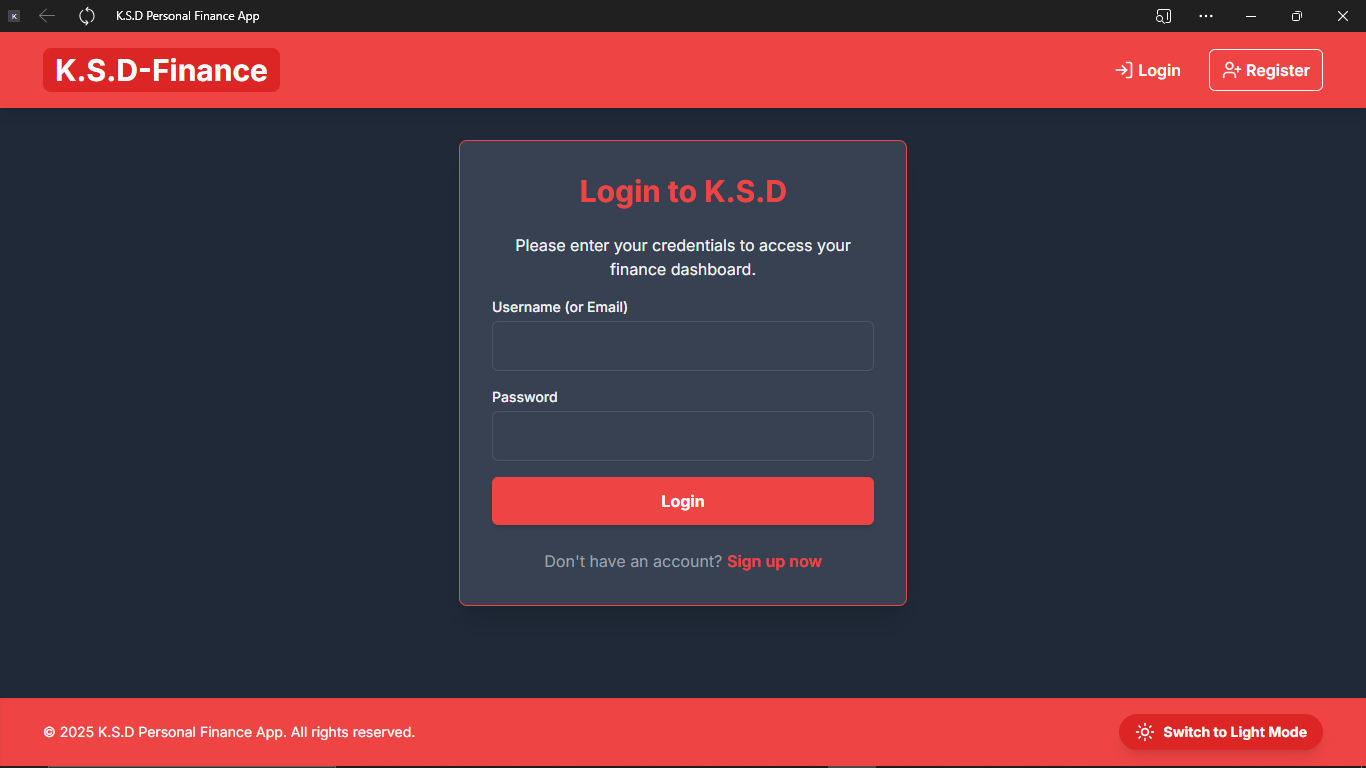 K
K.S.D Personal Finance App
K.S.D-Finance
Login
Register
Login to K.S.D
Please enter your credentials to access your
finance dashboard.
Username (or Email)
Password
Login
Don't have an account? Sign up now
© 2025 K.S.D Personal Finance App. All rights reserved.
Switch to Light Mode